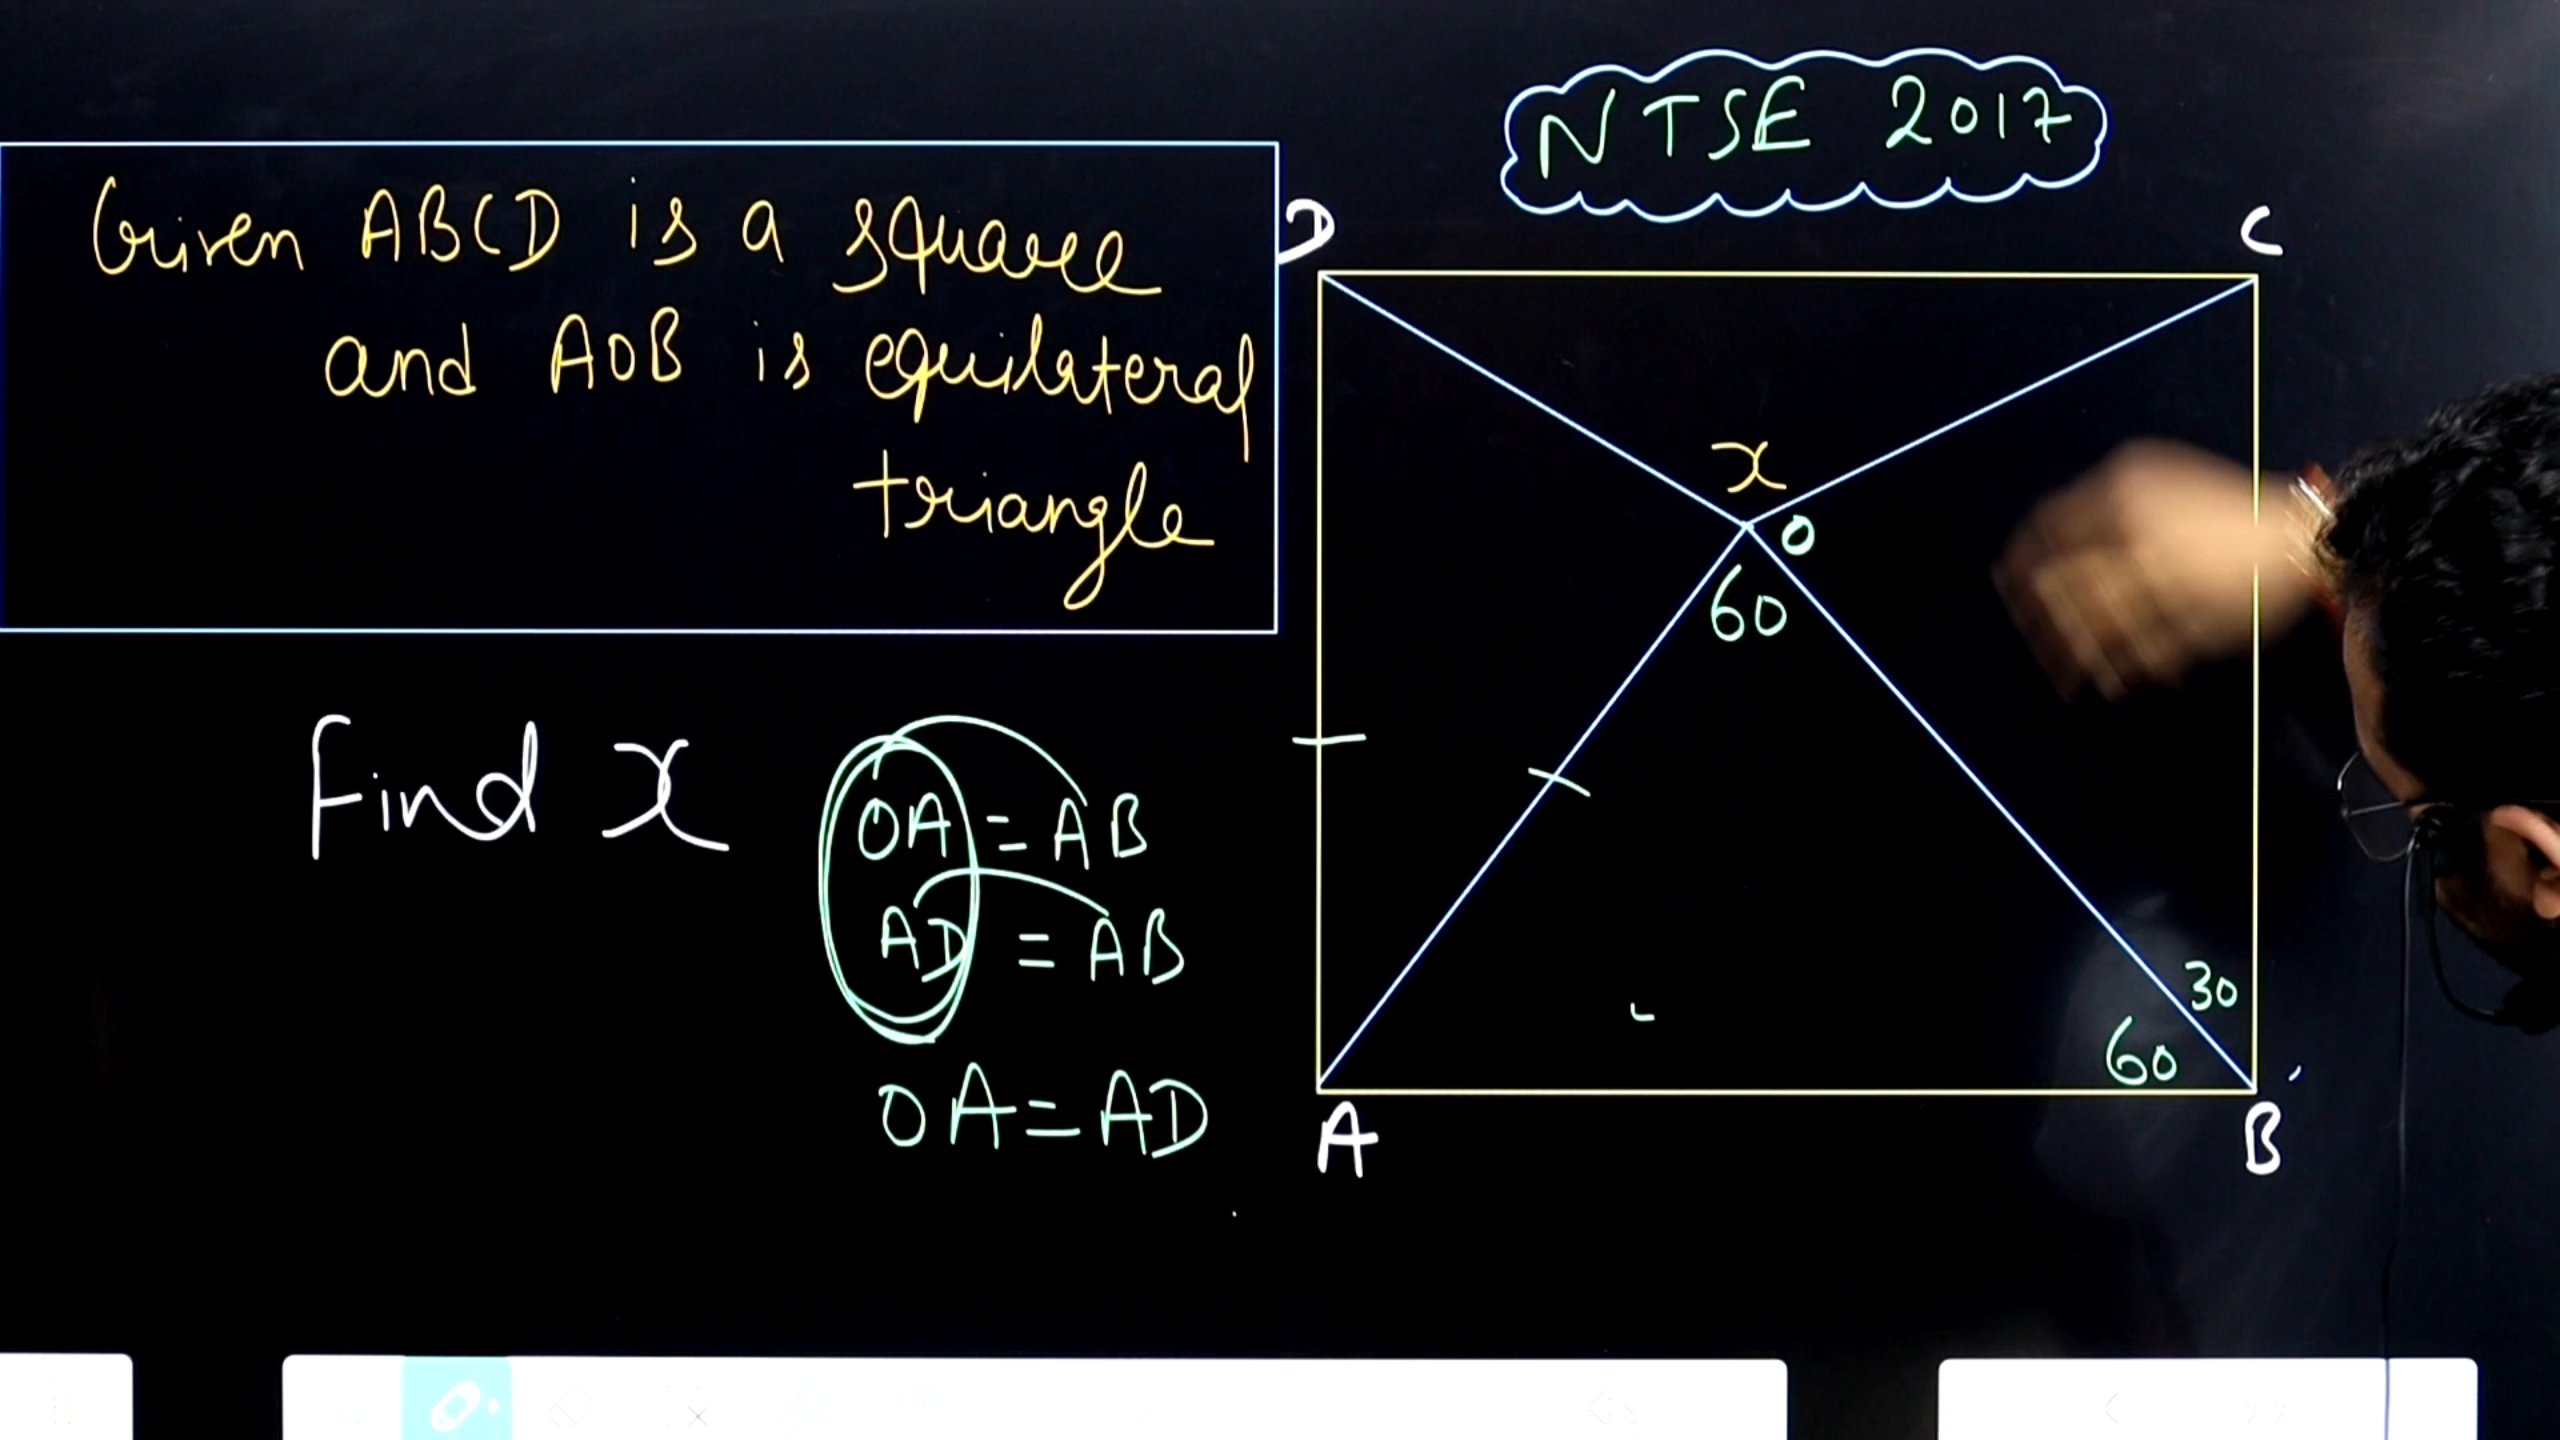 NTSE 2017
Given ABCD is a square
and AOB is equilateral
triangle
Find x
OA = AB
AD = AB
OA = AD
D
C
x
O
60
30
60
A
B